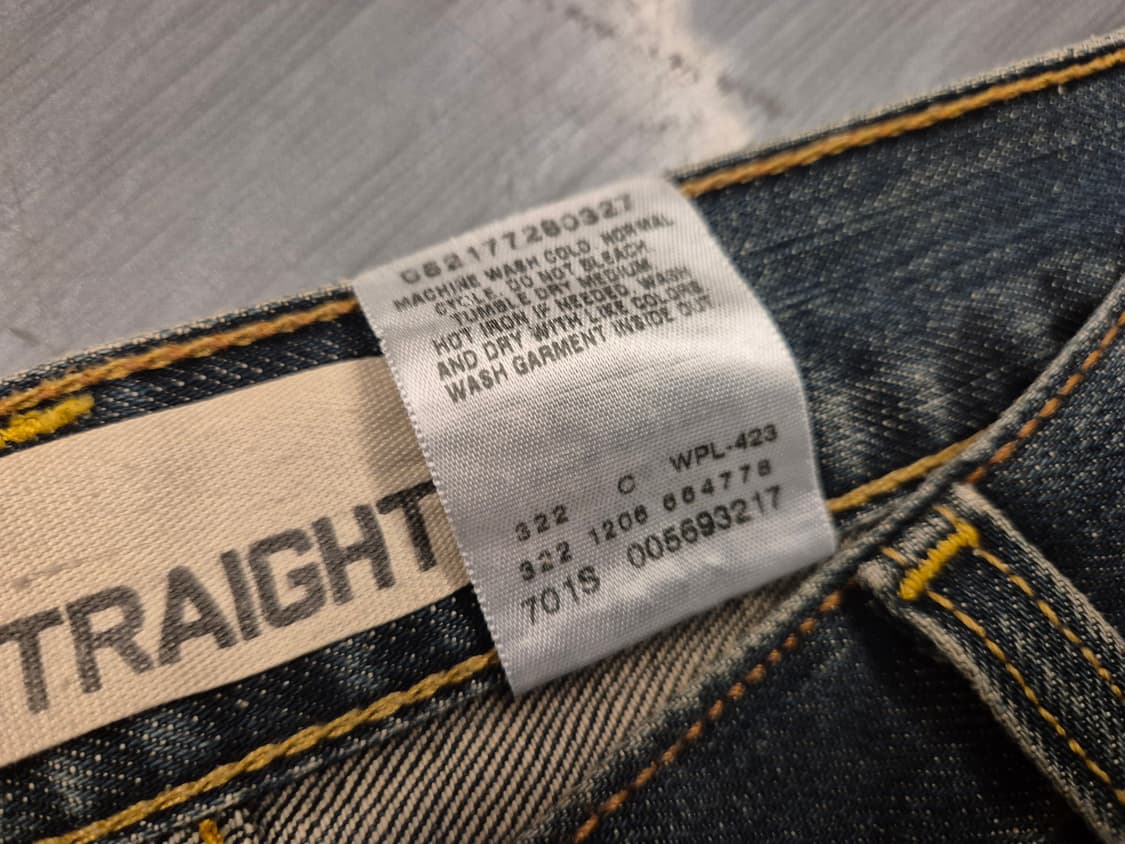 052177280327
MACHINE WASH COLD, NORMAL
CYCLE. DO NOT BLEACH.
TUMBLE DRY MEDIUM
HOT IRON IF NEEDED. WASH
AND DRY WITH LIKE COLORS
WASH GARMENT INSIDE OUT
322 C WPL-423
322 1206 664778
701S 005693217
TRAIGHT